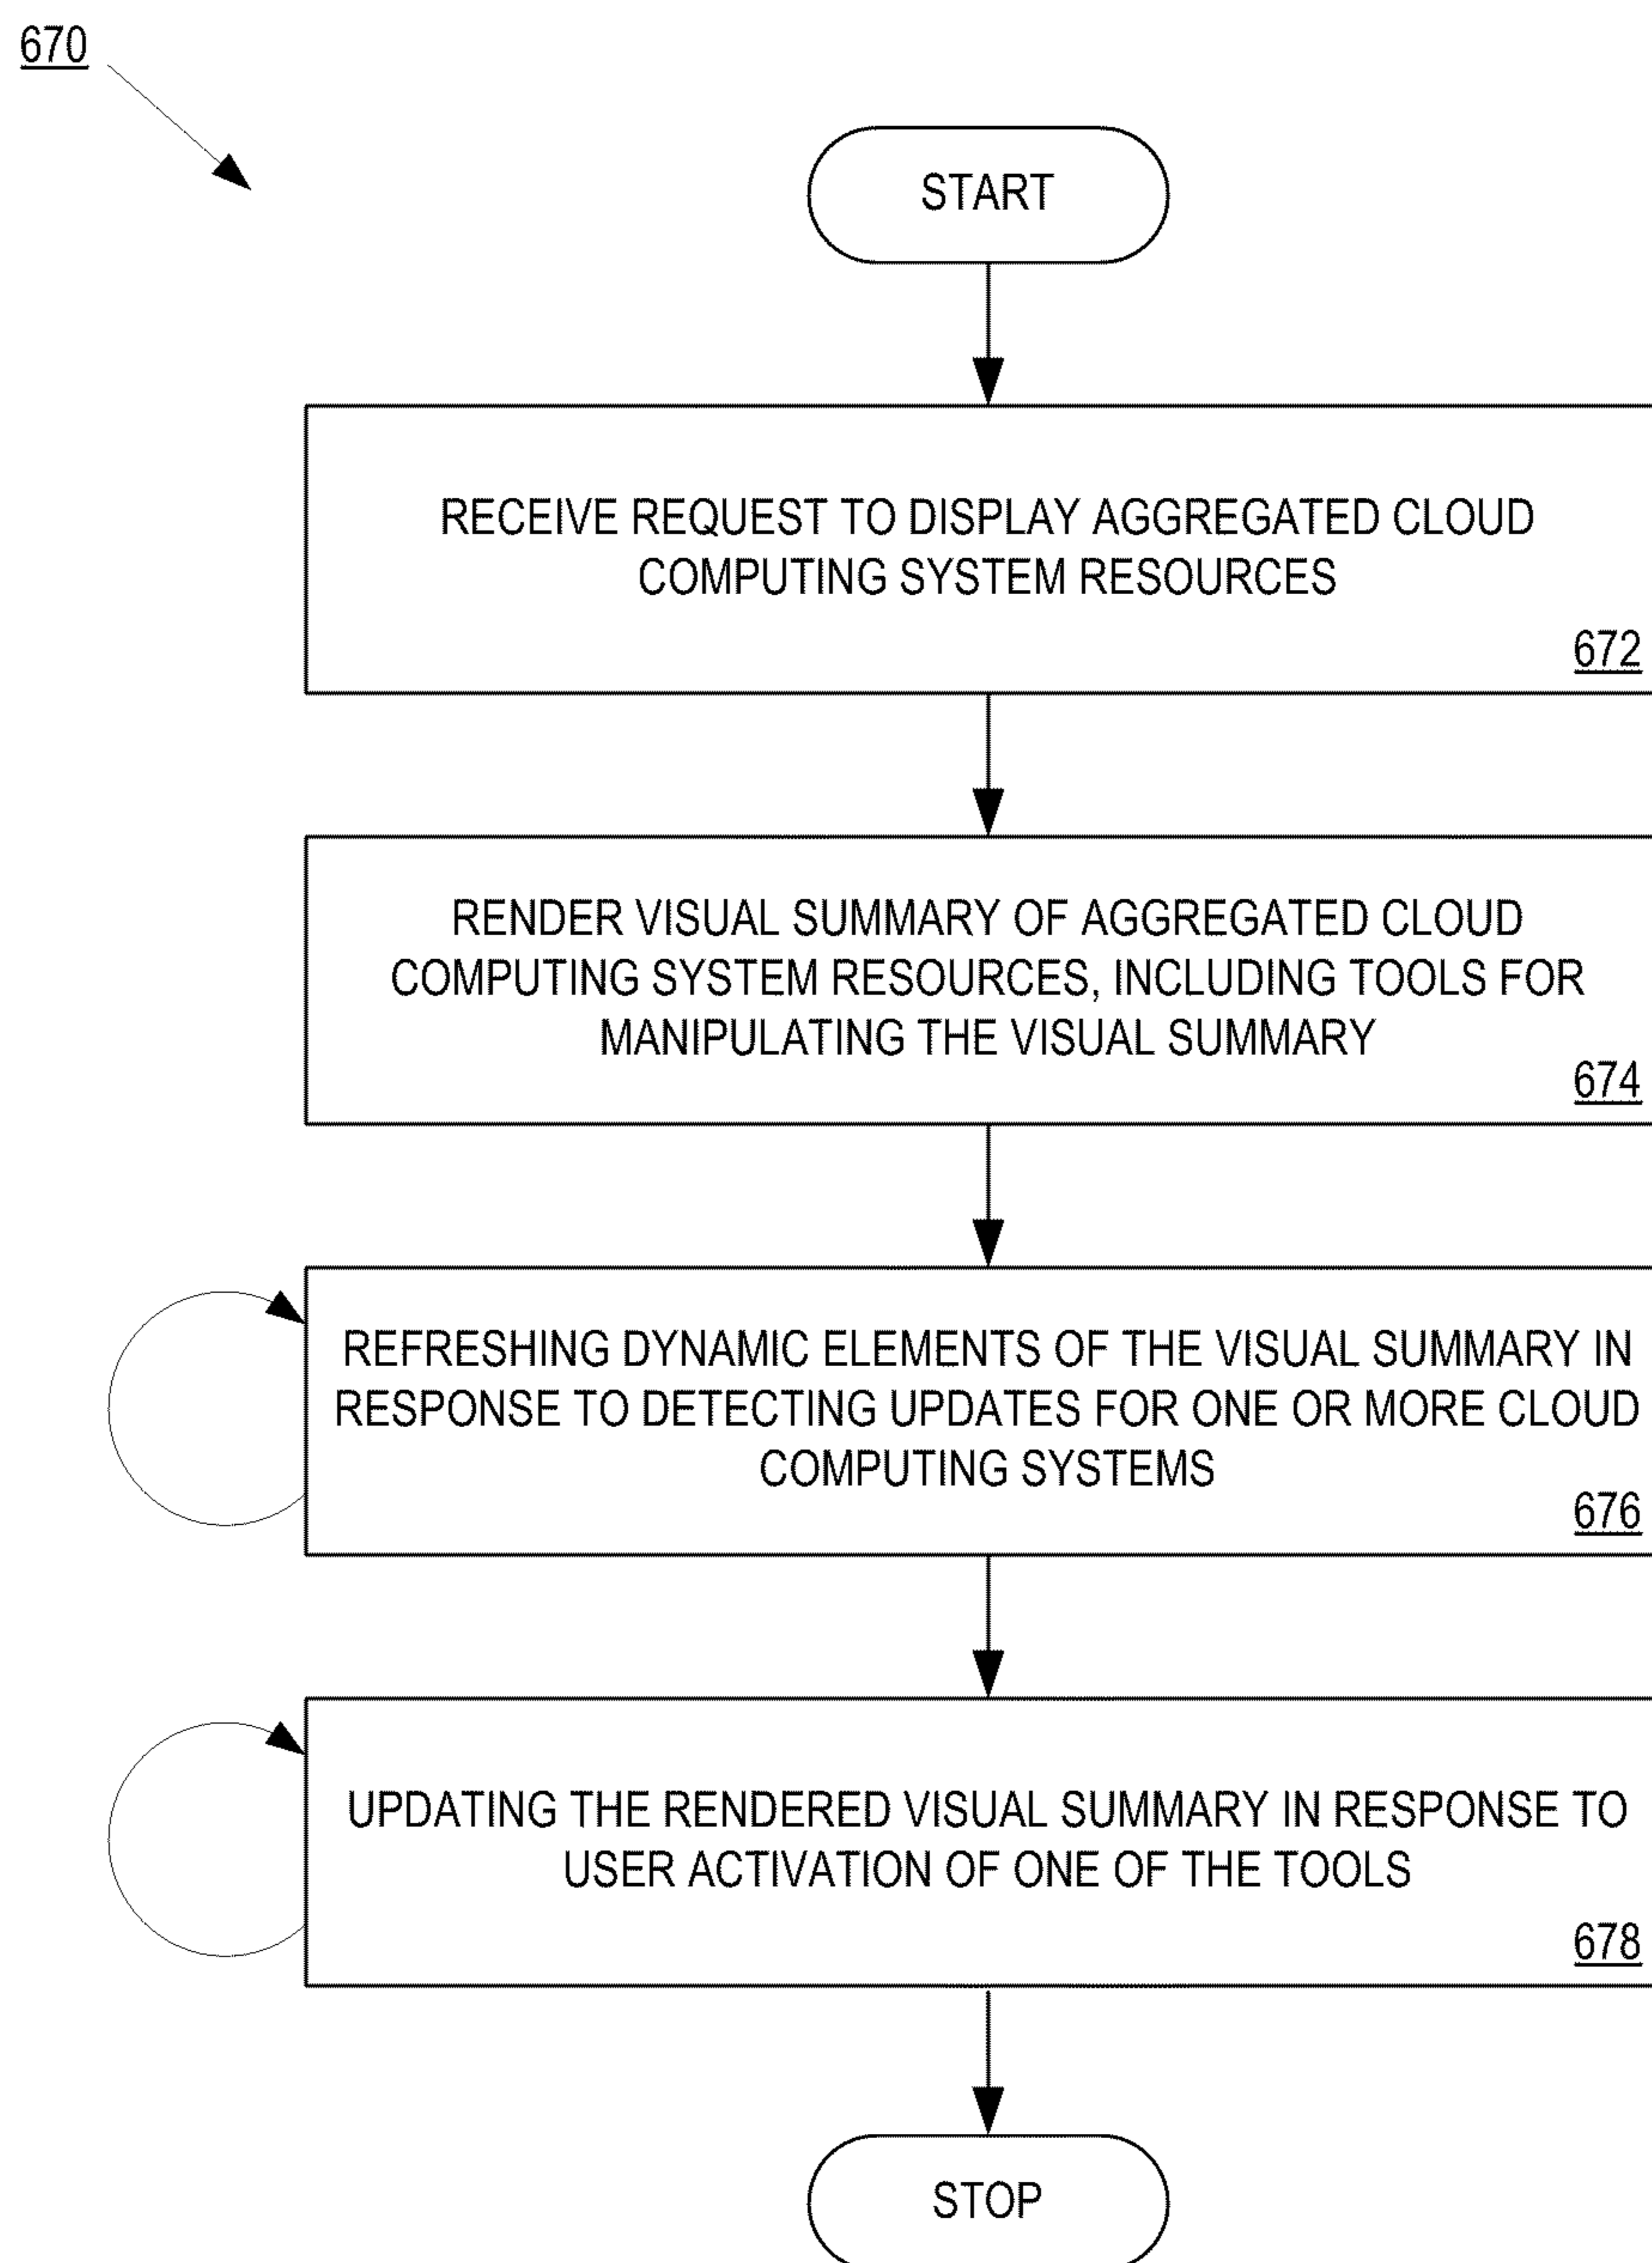 670
START
RECEIVE REQUEST TO DISPLAY AGGREGATED CLOUD
COMPUTING SYSTEM RESOURCES
672
RENDER VISUAL SUMMARY OF AGGREGATED CLOUD
COMPUTING SYSTEM RESOURCES, INCLUDING TOOLS FOR
MANIPULATING THE VISUAL SUMMARY
674
REFRESHING DYNAMIC ELEMENTS OF THE VISUAL SUMMARY IN
RESPONSE TO DETECTING UPDATES FOR ONE OR MORE CLOUD
COMPUTING SYSTEMS
676
UPDATING THE RENDERED VISUAL SUMMARY IN RESPONSE TO
USER ACTIVATION OF ONE OF THE TOOLS
678
STOP